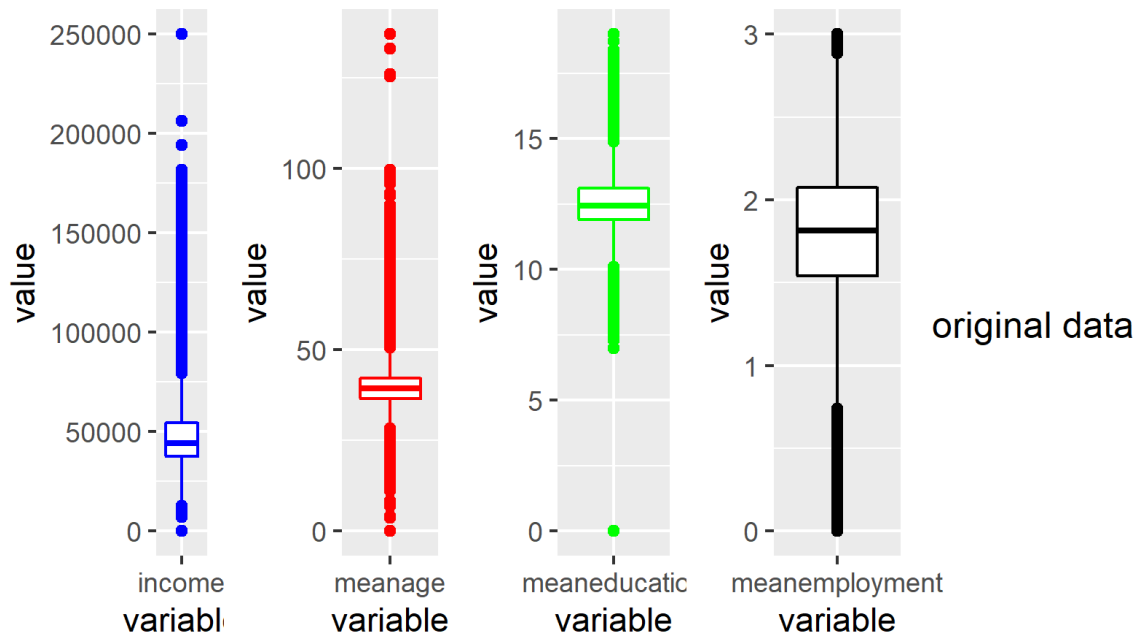 value
250000
200000
150000
100000
50000
0
income
variabl
value
100
50
0
meanage
variable
value
15
10
5
0
meaneducatic
variable
value
3
2
1
0
meanemployment
variable
original data